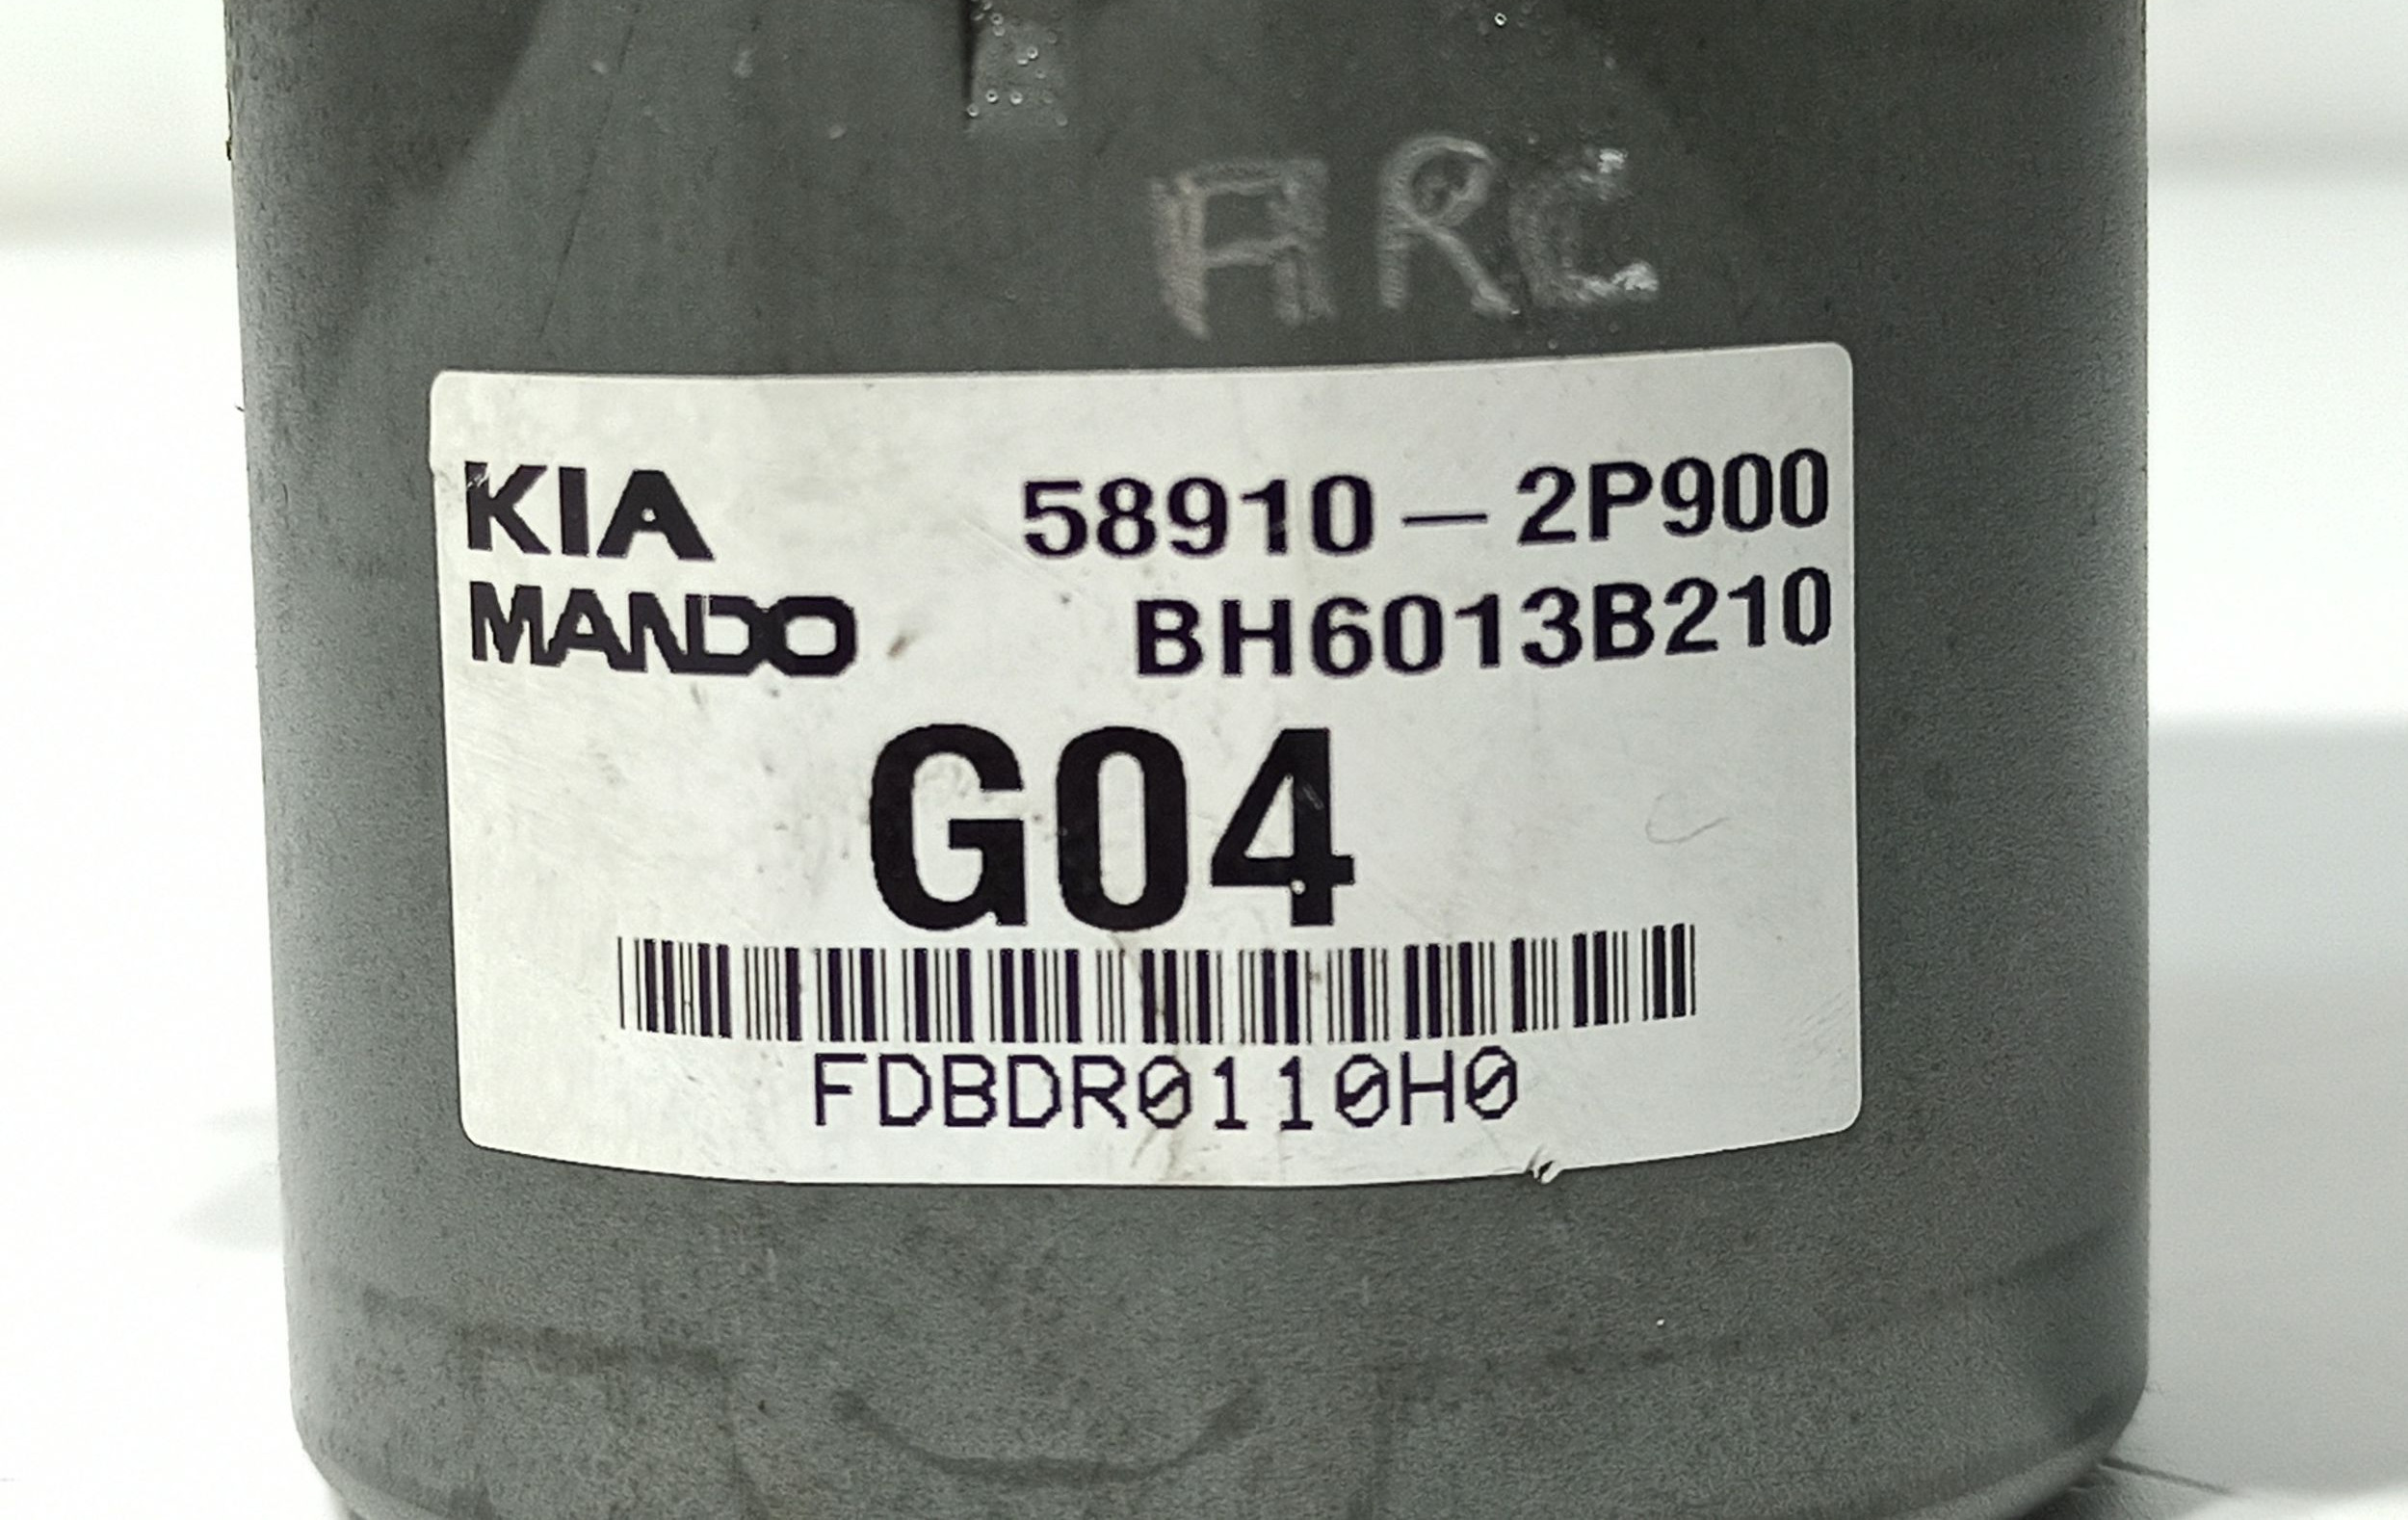 ARC
KIA 58910-2P900
MANDO BH6013B210
G04
FDBDR0110H0